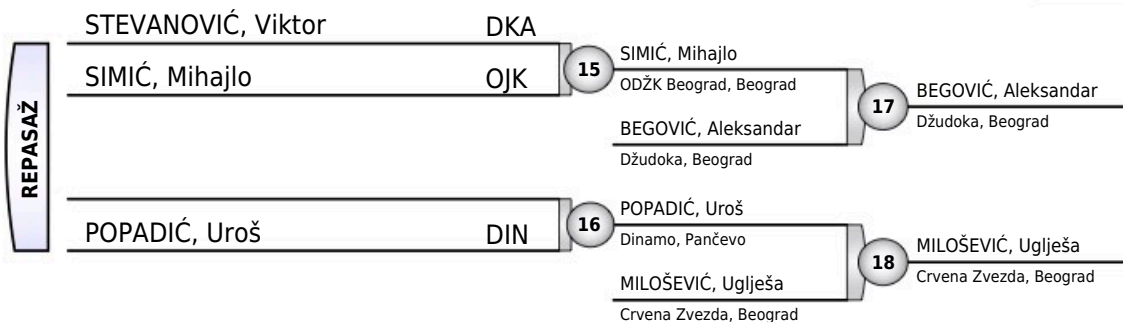 STEVANOVIĆ, Viktor DKA
SIMIĆ, Mihajlo OJK
REPASAŽ
POPADIĆ, Uroš DIN
15
16
SIMIĆ, Mihajlo
ODŽK Beograd, Beograd
BEGOVIĆ, Aleksandar
Džudoka, Beograd
POPADIĆ, Uroš
Dinamo, Pančevo
MILOŠEVIĆ, Uglješa
Crvena Zvezda, Beograd
17
18
BEGOVIĆ, Aleksandar
Džudoka, Beograd
MILOŠEVIĆ, Uglješa
Crvena Zvezda, Beograd